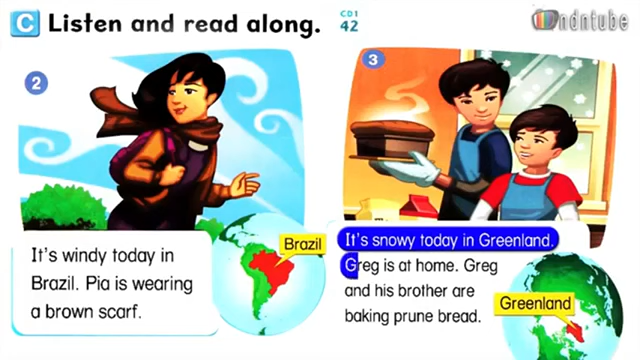 C Listen and read along.
CD1
42
ndntube
2
It's windy today in
Brazil. Pia is wearing
a brown scarf.
Brazil
3
It's snowy today in Greenland.
Greg is at home. Greg
and his brother are
baking prune bread.
Greenland